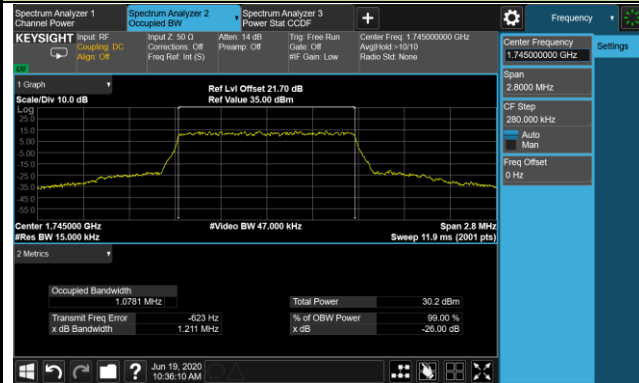 Spectrum Analyzer 1
Channel Power
Spectrum Analyzer 2
Occupied BW
Spectrum Analyzer 3
Power Stat CCDF
+
Frequency
KEYSIGHT
Input: RF
Coupling: DC
Align: Off
Input Z: 50 Ω
Corrections: Off
Freq Ref: Int (S)
Atten: 14 dB
Preamp: Off
Trig: Free Run
Gate: Off
#IF Gain: Low
Center Freq: 1.745000000 GHz
Avg|Hold:>10/10
Radio Std: None
Center Frequency
1.745000000 GHz
Settings
Span
2.8000 MHz
CF Step
280.000 kHz
Auto
Man
Freq Offset
0 Hz
1 Graph
Scale/Div 10.0 dB
Ref Lvl Offset 21.70 dB
Ref Value 35.00 dBm
Log
25.0
15.0
5.00
-5.00
-15.0
-25.0
-35.0
-45.0
-55.0
Center 1.745000 GHz
#Res BW 15.000 kHz
#Video BW 47.000 kHz
Span 2.8 MHz
Sweep 11.9 ms (2001 pts)
2 Metrics
Occupied Bandwidth
1.0781 MHz
Total Power 30.2 dBm
Transmit Freq Error -623 Hz
% of OBW Power 99.00 %
x dB Bandwidth 1.211 MHz
x dB -26.00 dB
?
Jun 19, 2020
10:36:10 AM